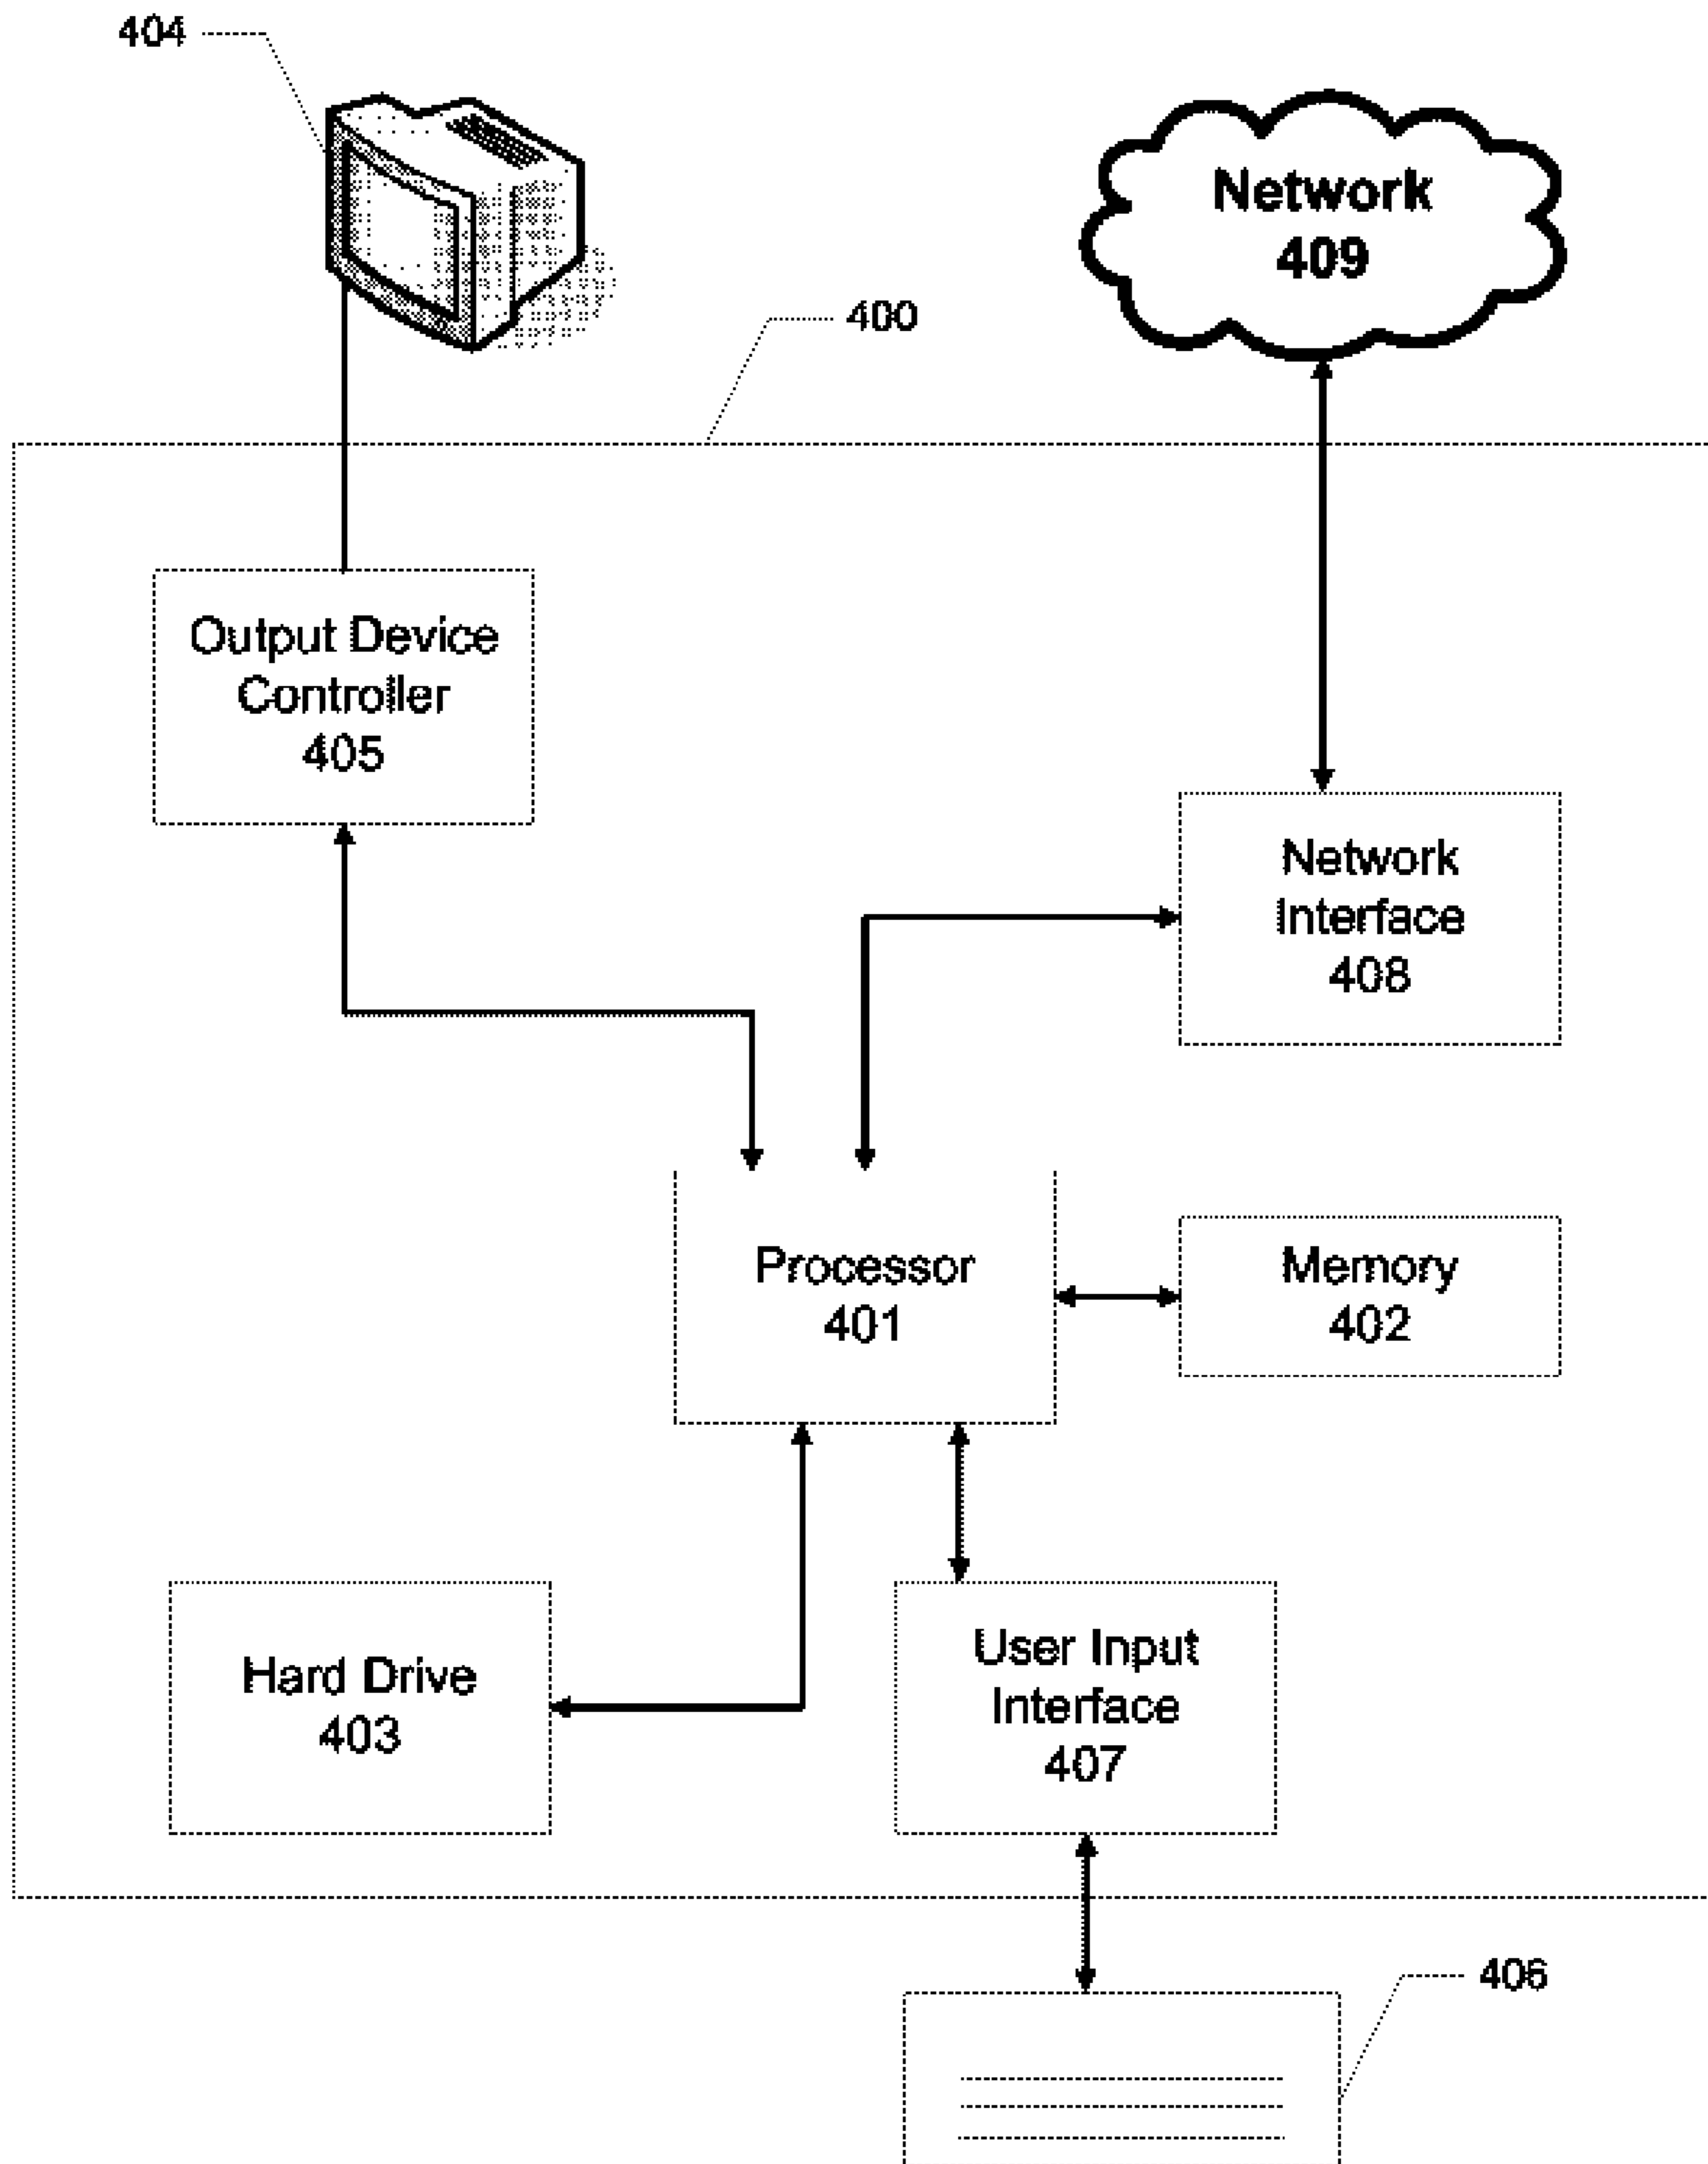 404
Network
409
400
Output Device
Controller
405
Network
Interface
408
Processor
401
Memory
402
Hard Drive
403
User Input
Interface
407
406